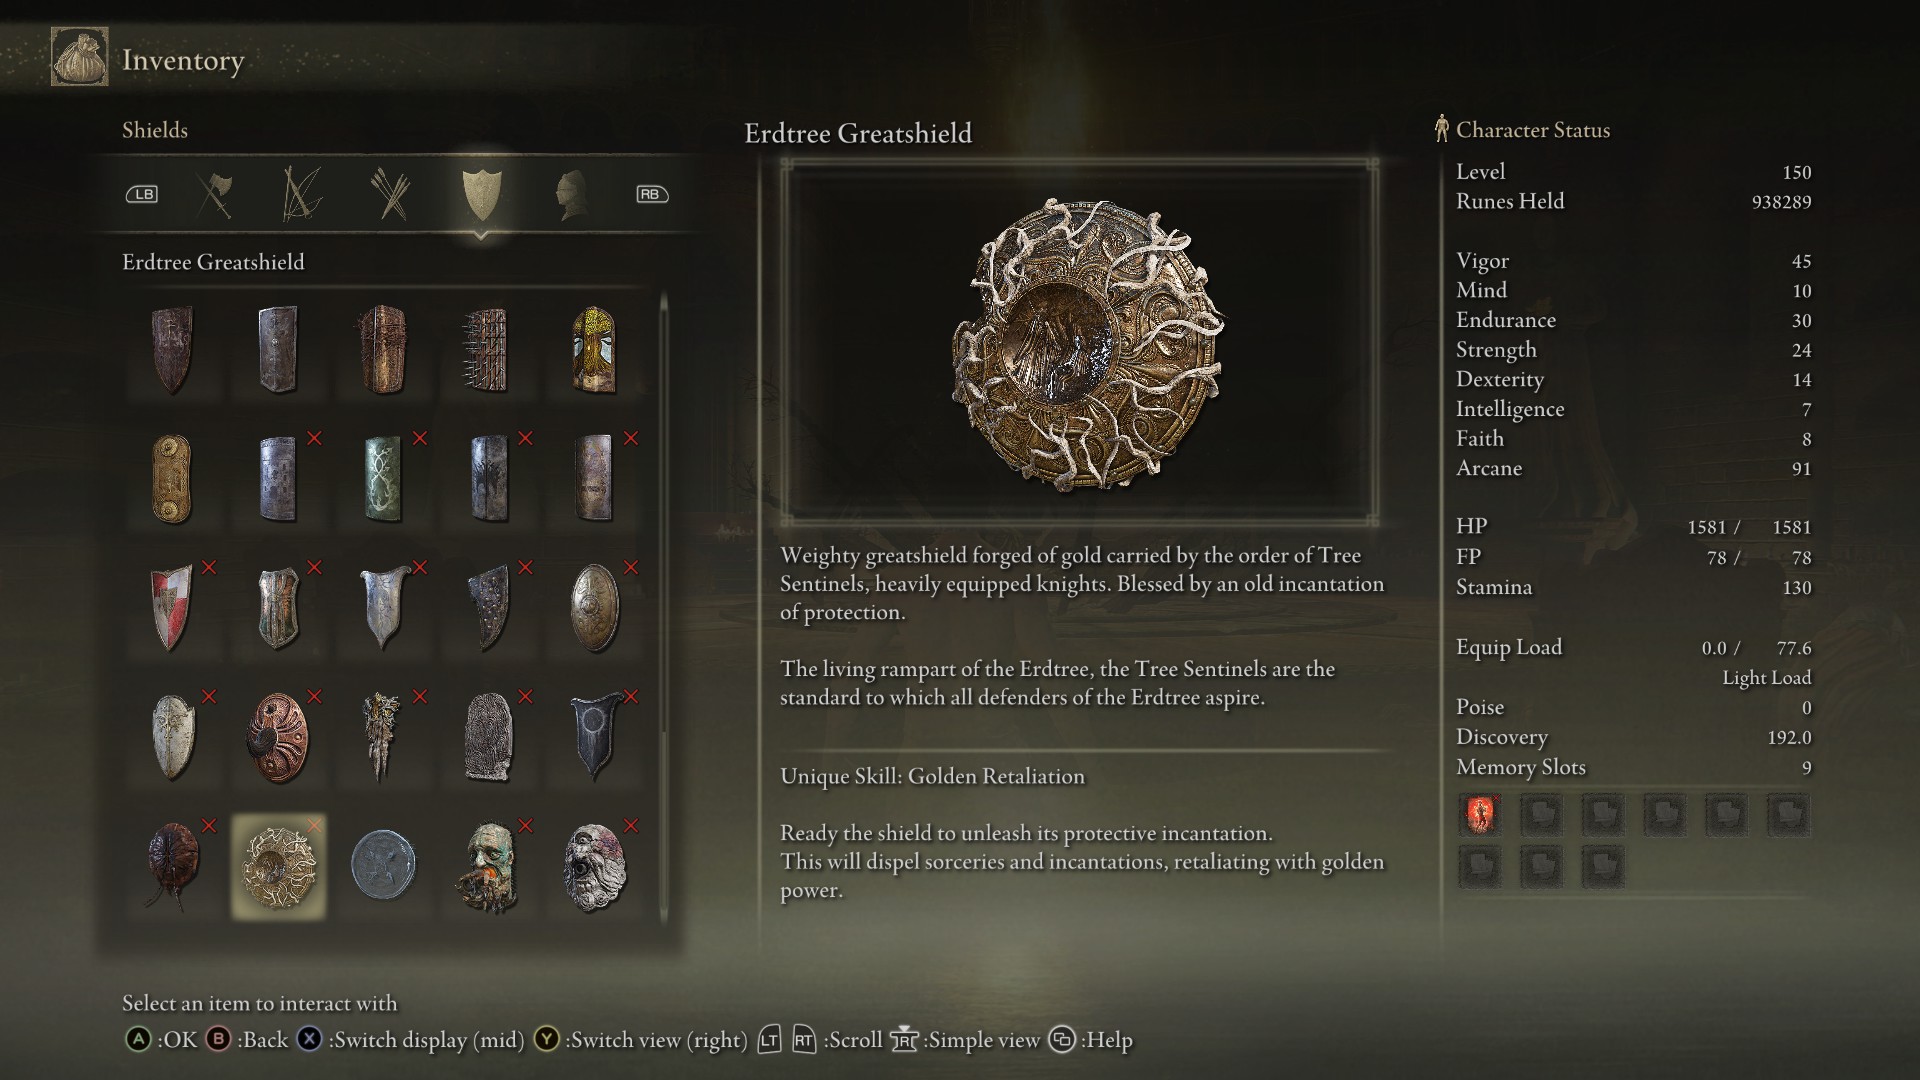 Inventory
Shields
LB
RB
Erdtree Greatshield
Erdtree Greatshield
Weighty greatshield forged of gold carried by the order of Tree
Sentinels, heavily equipped knights. Blessed by an old incantation
of protection.
The living rampart of the Erdtree, the Tree Sentinels are the
standard to which all defenders of the Erdtree aspire.
Unique Skill: Golden Retaliation
Ready the shield to unleash its protective incantation.
This will dispel sorceries and incantations, retaliating with golden
power.
Character Status
Level 150
Runes Held 938289
Vigor 45
Mind 10
Endurance 30
Strength 24
Dexterity 14
Intelligence 7
Faith 8
Arcane 91
HP 1581 / 1581
FP 78 / 78
Stamina 130
Equip Load 0.0 / 77.6
Light Load
Poise 0
Discovery 192.0
Memory Slots 9
Select an item to interact with
A :OK B :Back X :Switch display (mid) Y :Switch view (right) LT RT :Scroll R :Simple view :Help